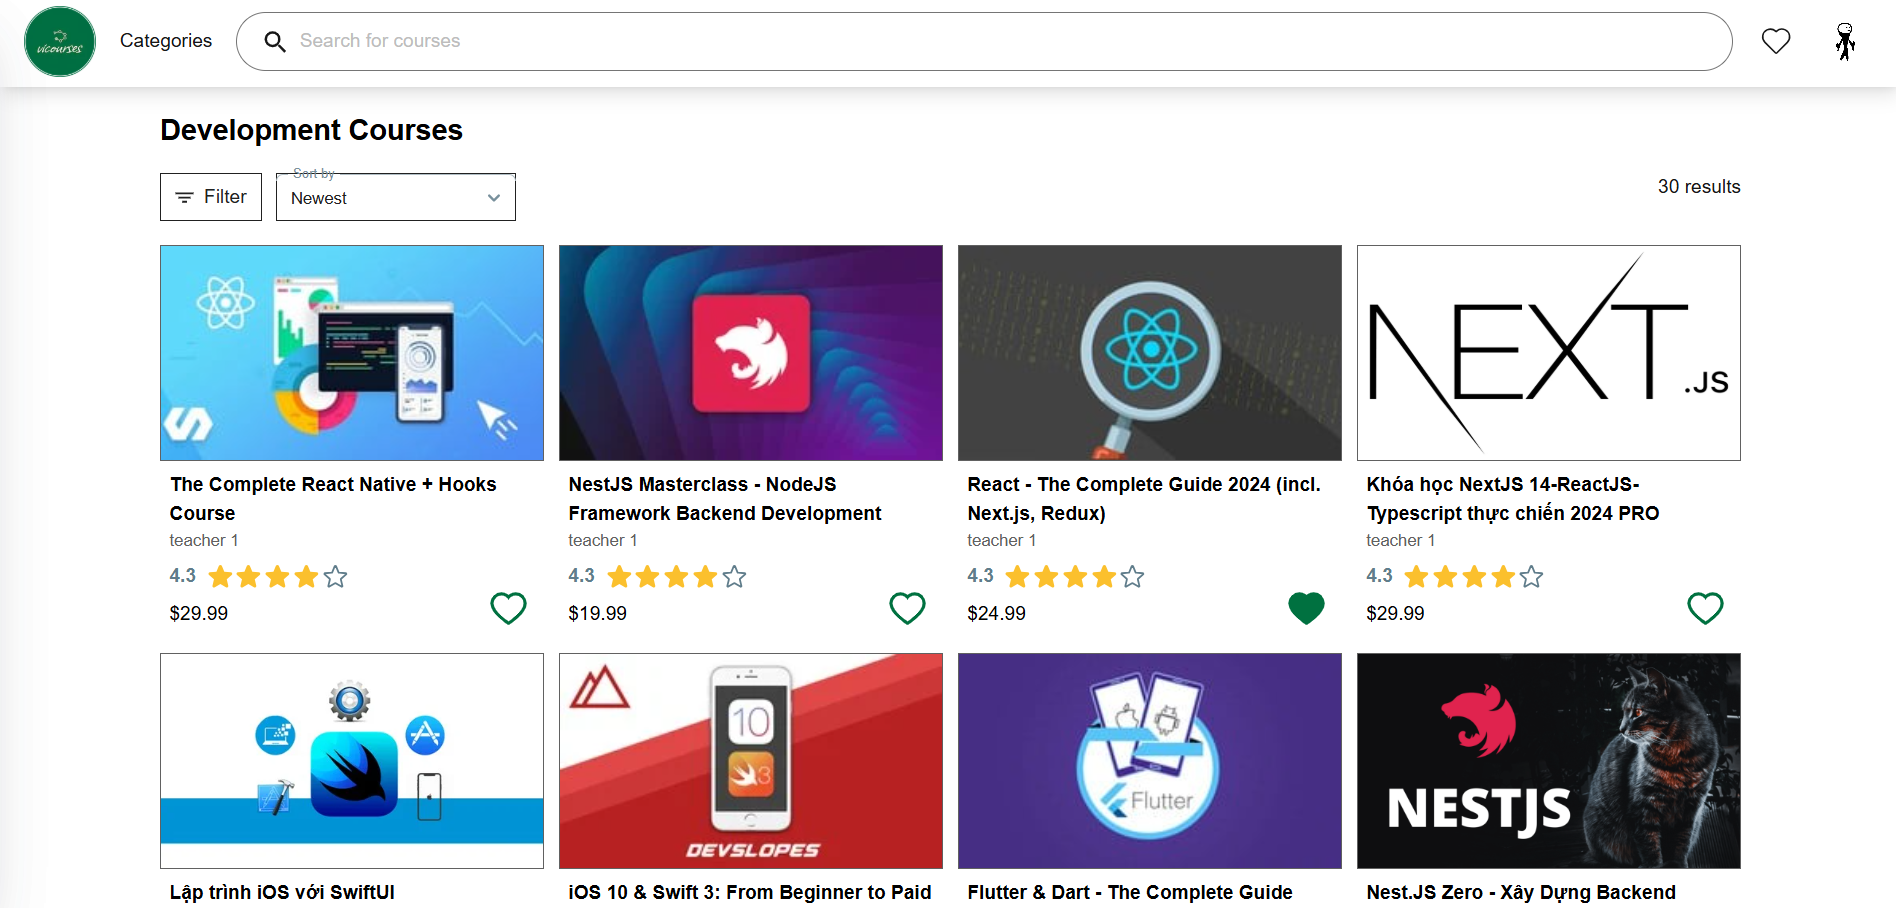 vicourses
Categories
Search for courses
Development Courses
Filter
Sort by
Newest
30 results
NEXT
.JS
The Complete React Native + Hooks
Course
teacher 1
4.3
$29.99
NestJS Masterclass - NodeJS
Framework Backend Development
teacher 1
4.3
$19.99
React - The Complete Guide 2024 (incl.
Next.js, Redux)
teacher 1
4.3
$24.99
Khóa học NextJS 14-ReactJS-
Typescript thực chiến 2024 PRO
teacher 1
4.3
$29.99
10
3
DEVSLOPES
Flutter
NESTJS
Lập trình iOS với SwiftUI
iOS 10 & Swift 3: From Beginner to Paid
Flutter & Dart - The Complete Guide
Nest.JS Zero - Xây Dựng Backend